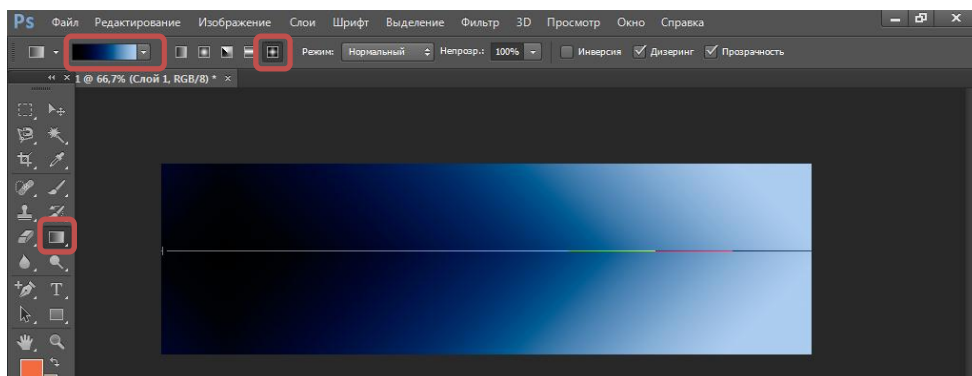 Ps Файл Редактирование Изображение Слои Шрифт Выделение Фильтр 3D Просмотр Окно Справка
Режим: Нормальный Непрозр.: 100% Инверсия Дизеринг Прозрачность
1 @ 66,7% (Слой 1, RGB/8) * ×
T